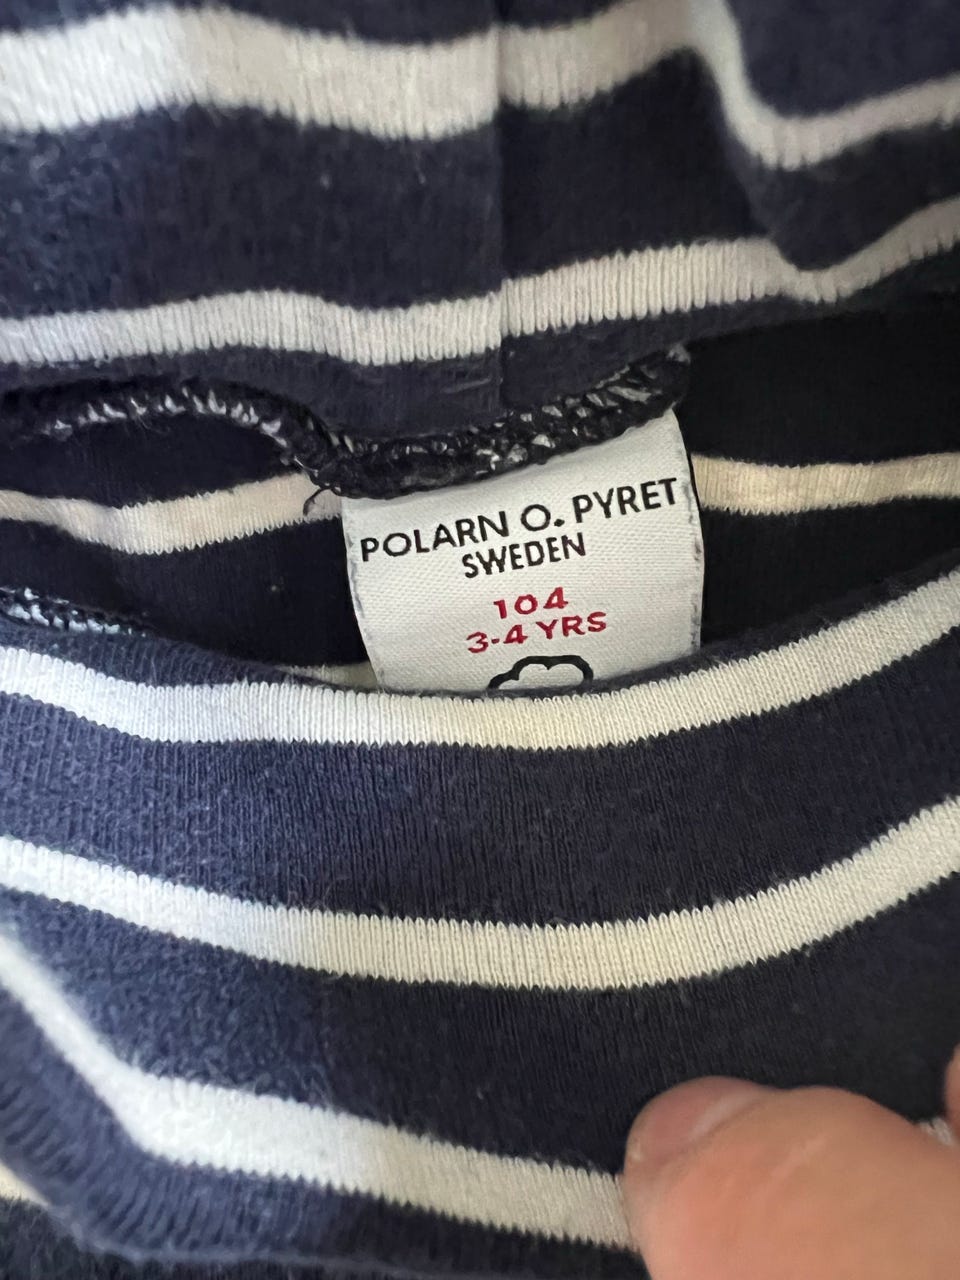 POLARN O. PYRET
SWEDEN
104
3-4 YRS